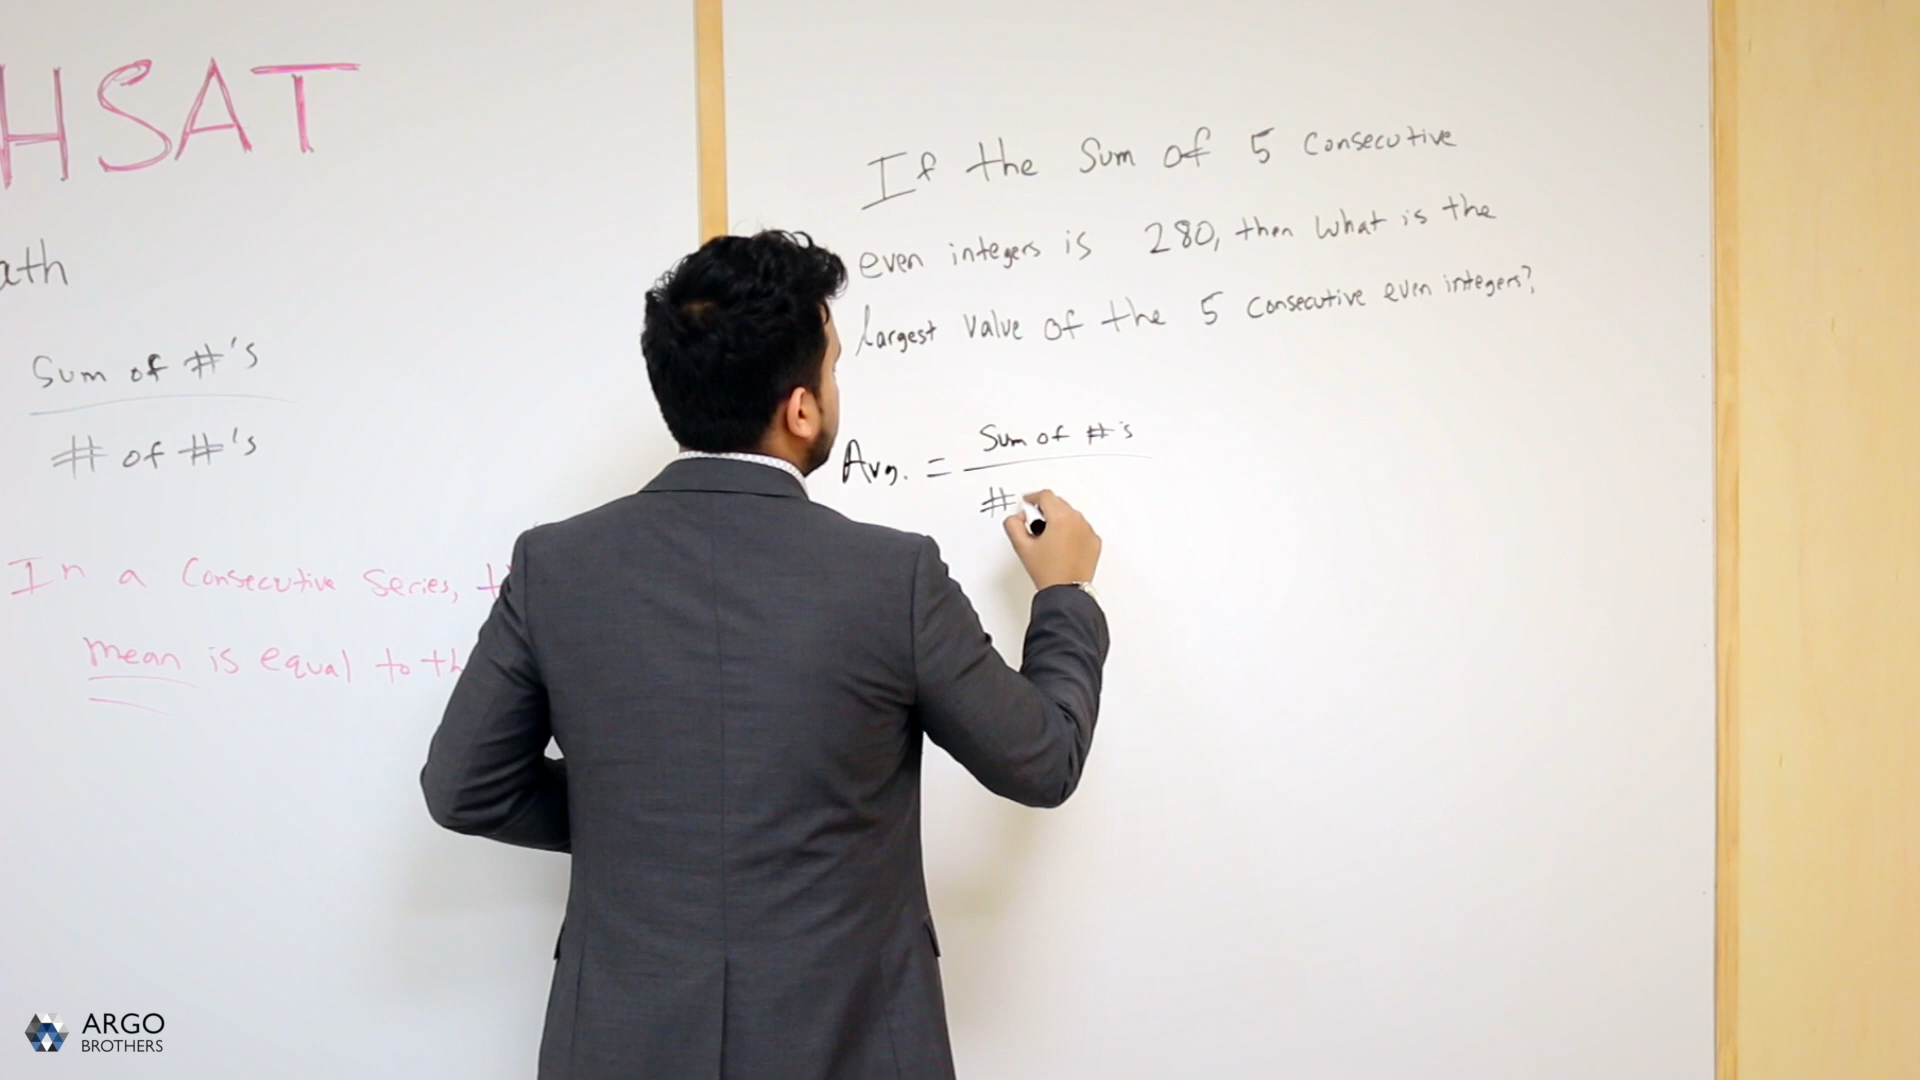 HSAT
ath
Sum of #'s
# of #'s
In a Consecutive Series,
mean is equal to
If the Sum of 5 Consecutive
even integers is 280, then what is the
largest value of the 5 Consecutive even integers?
Avg. = Sum of #'s
#
ARGO
BROTHERS